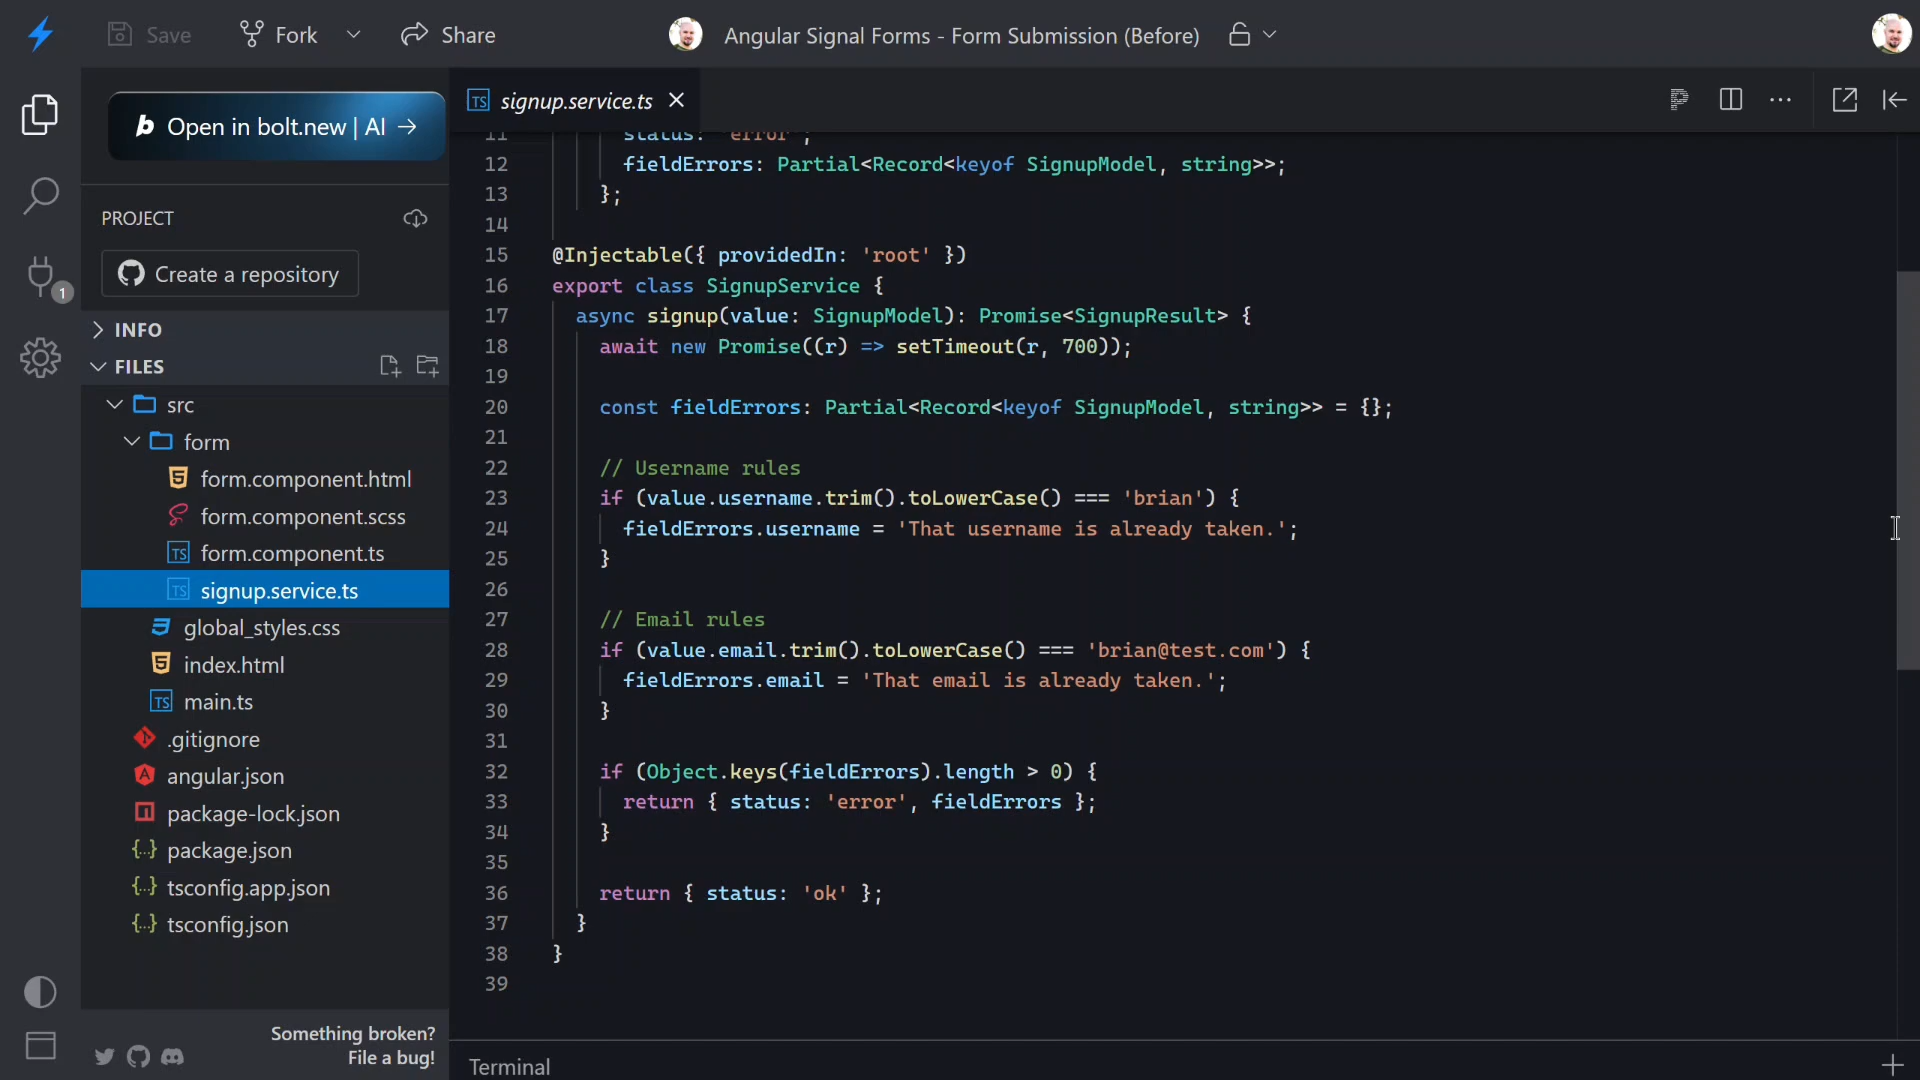 Save
Fork
Share
Angular Signal Forms - Form Submission (Before)
Open in bolt.new | AI →
PROJECT
Create a repository
1
INFO
FILES
src
form
form.component.html
form.component.scss
form.component.ts
signup.service.ts
global_styles.css
index.html
main.ts
.gitignore
angular.json
package-lock.json
package.json
tsconfig.app.json
tsconfig.json
Something broken?
File a bug!
signup.service.ts
11 status: 'error';
12 fieldErrors: Partial<Record<keyof SignupModel, string>>;
13 };
14
15 @Injectable({ providedIn: 'root' })
16 export class SignupService {
17 async signup(value: SignupModel): Promise<SignupResult> {
18 await new Promise((r) => setTimeout(r, 700));
19
20 const fieldErrors: Partial<Record<keyof SignupModel, string>> = {};
21
22 // Username rules
23 if (value.username.trim().toLowerCase() === 'brian') {
24 fieldErrors.username = 'That username is already taken.';
25 }
26
27 // Email rules
28 if (value.email.trim().toLowerCase() === 'brian@test.com') {
29 fieldErrors.email = 'That email is already taken.';
30 }
31
32 if (Object.keys(fieldErrors).length > 0) {
33 return { status: 'error', fieldErrors };
34 }
35
36 return { status: 'ok' };
37 }
38 }
39
Terminal